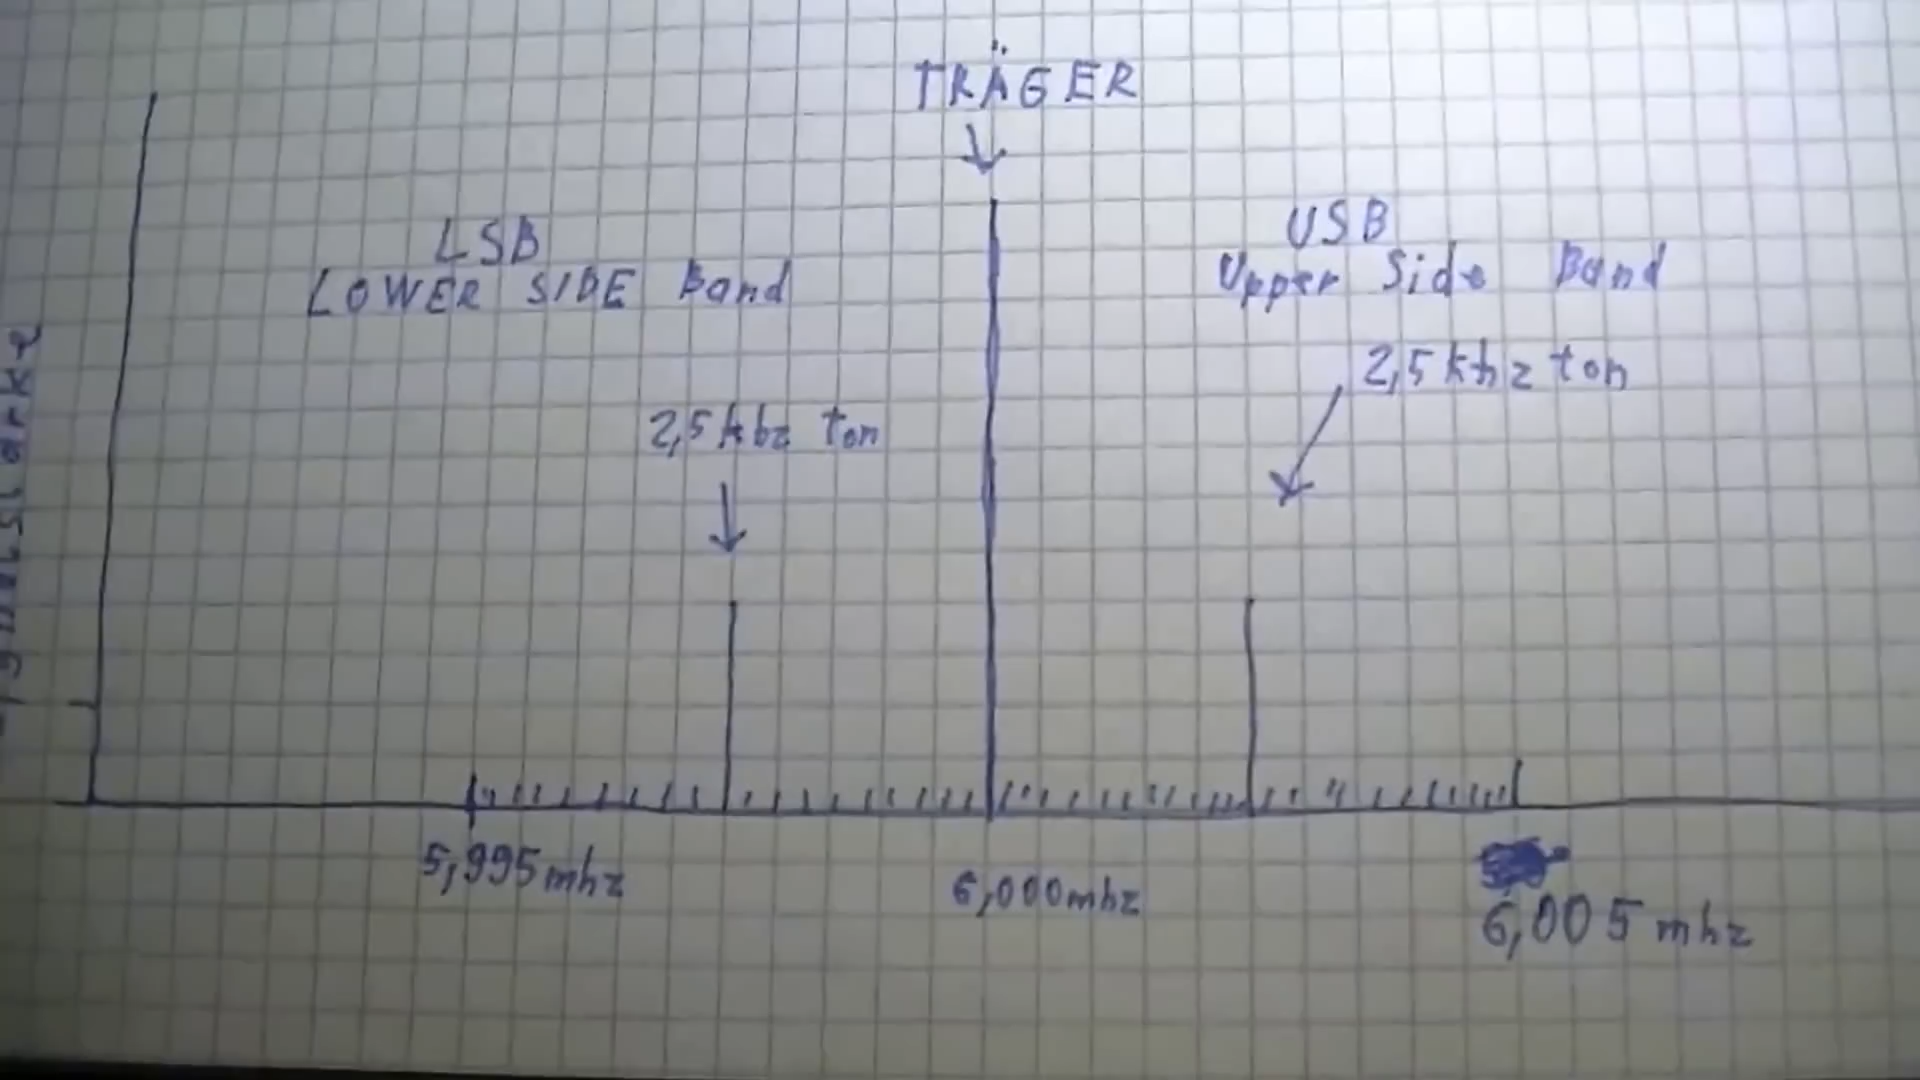 TRÄGER
LSB
LOWER SIDE Band
USB
Upper Side Band
2,5 khz ton
2,5 khz ton
Signalstärke
5,995 mhz
6,000 mhz
6,005 mhz